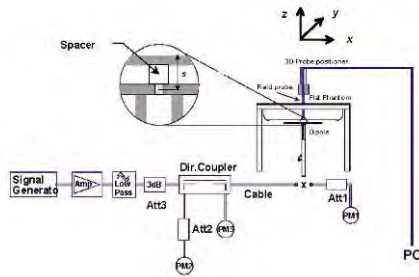 z
y
x
Spacer
s
3D Probe positioner
Field probe
Flat Phantom
Dipole
Signal
Generato
Amp
Low
Pass
3dB
Att3
Dir.Coupler
Cable
x
Att1
PM1
Att2
PM3
PM2
PC